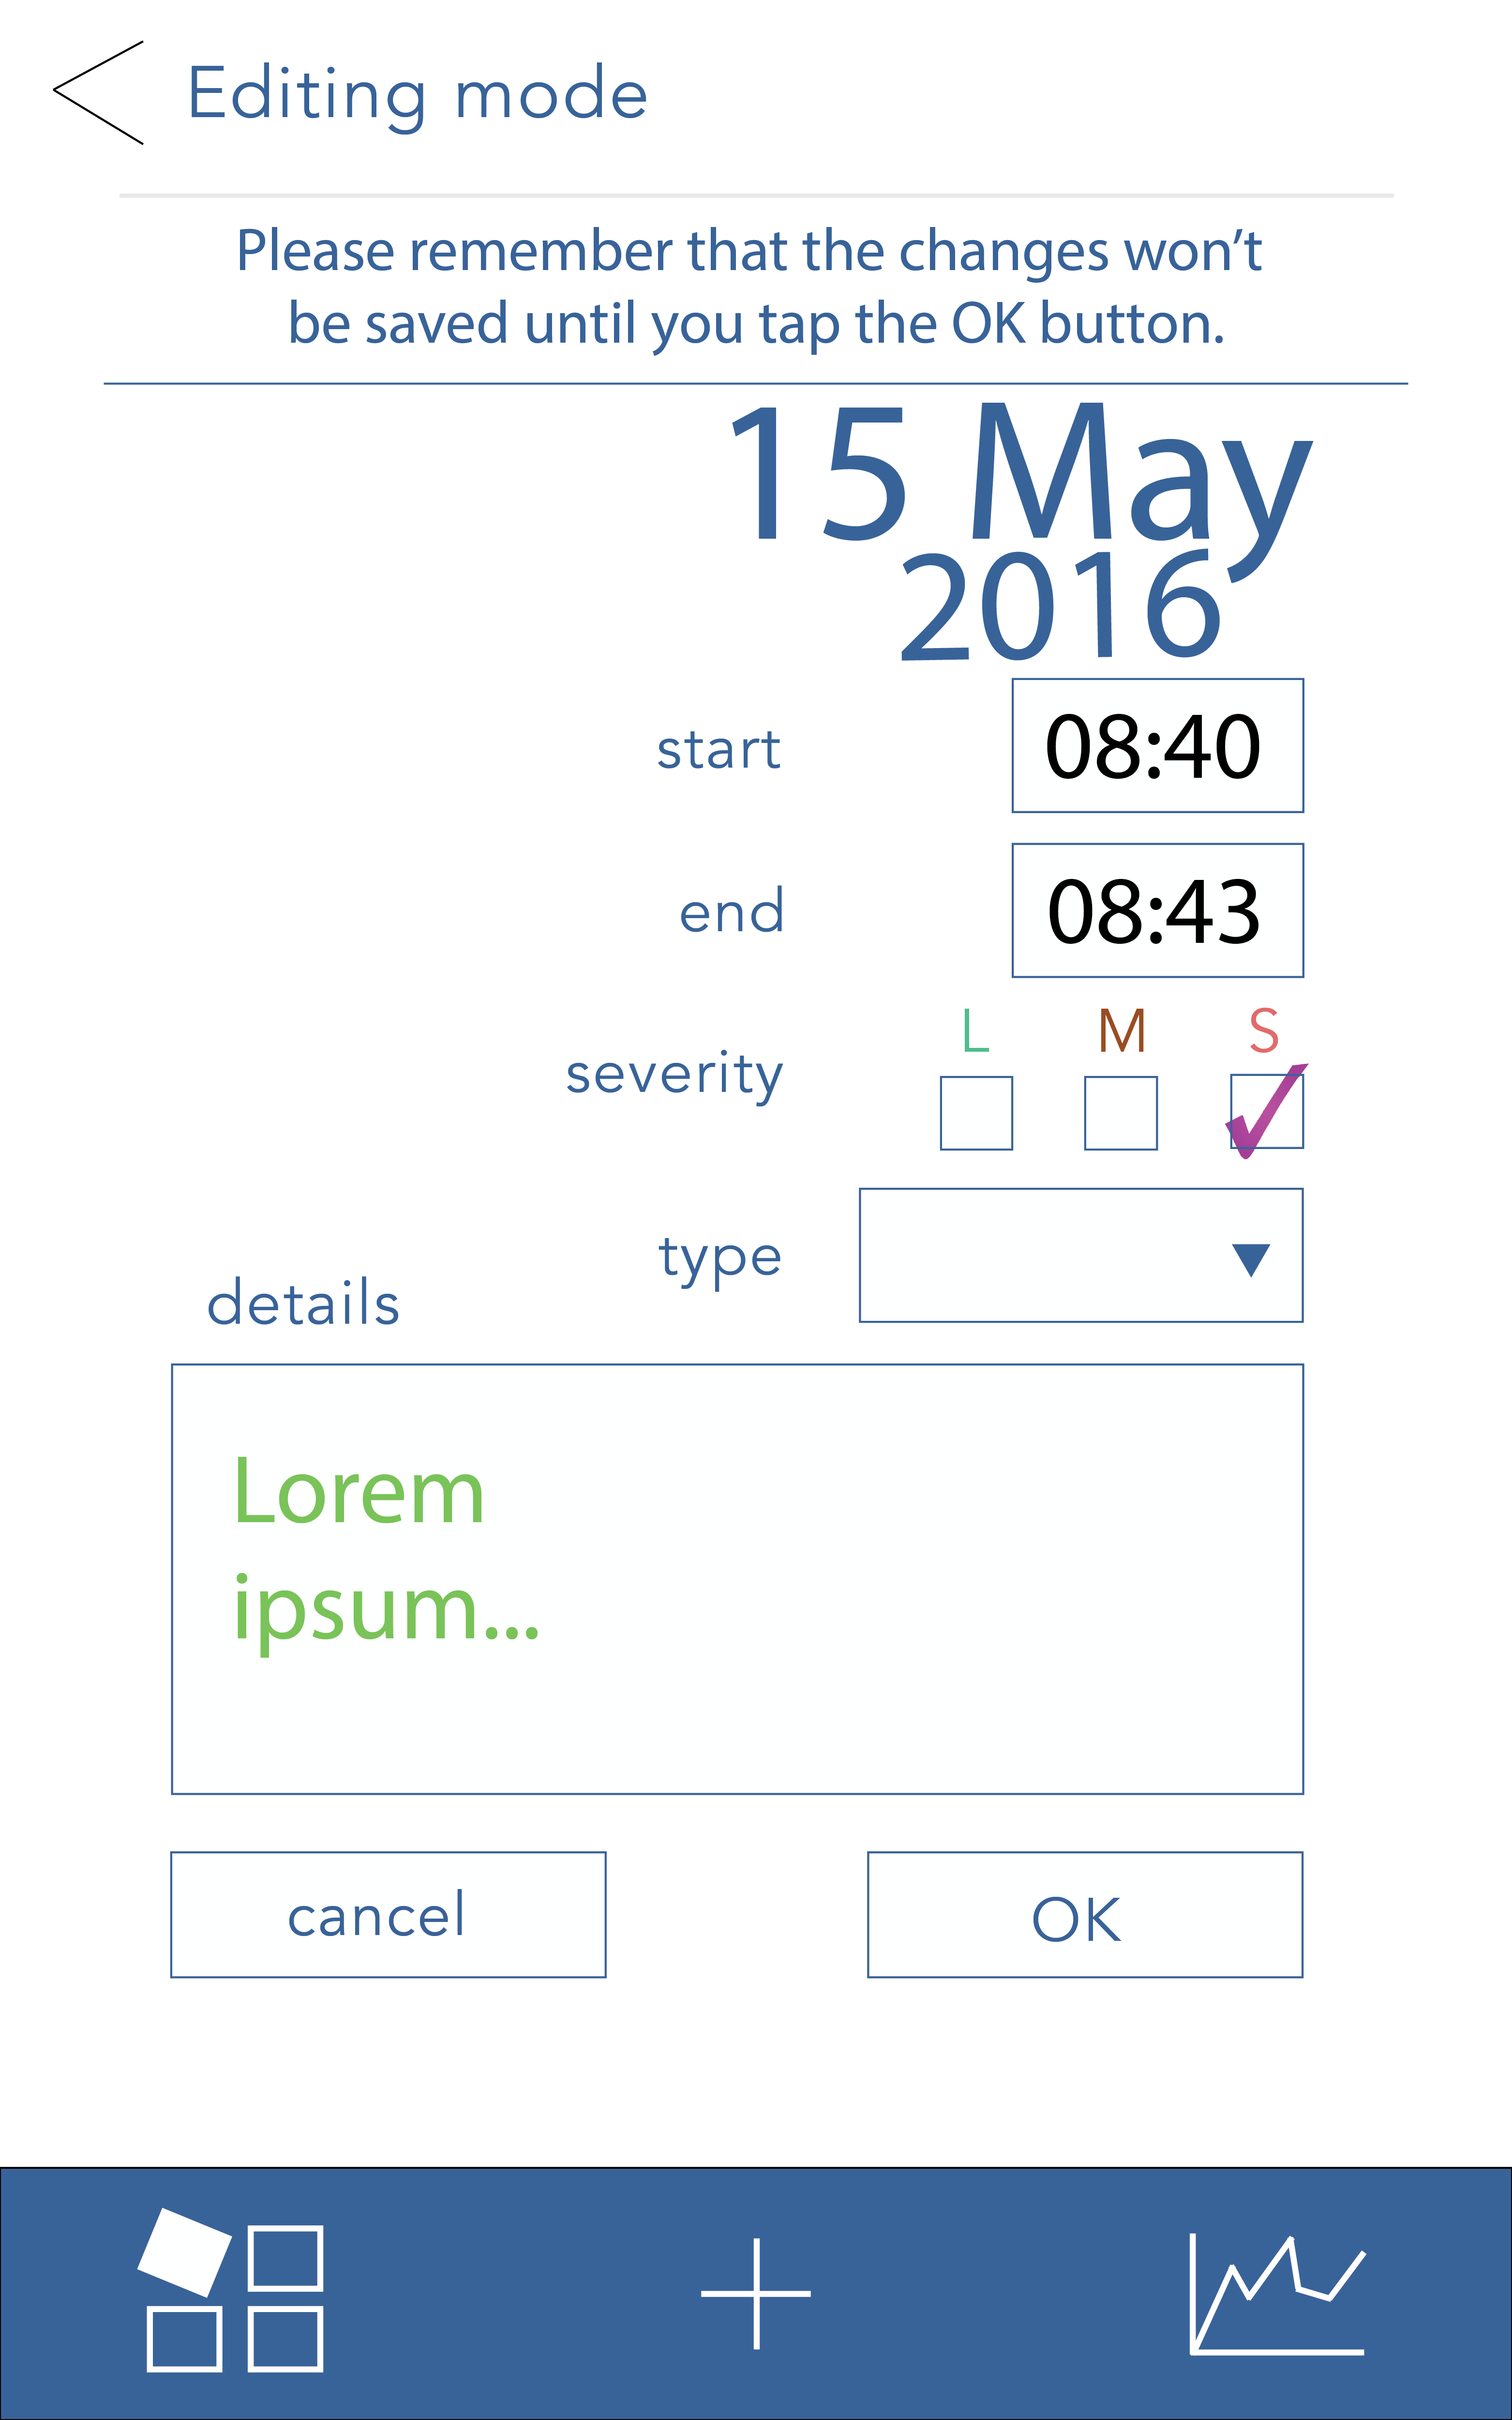 Editing mode
Please remember that the changes won’t
be saved until you tap the OK button.
15 May
2016
start 08:40
end 08:43
L M S
severity
type
details
Lorem
ipsum...
cancel OK